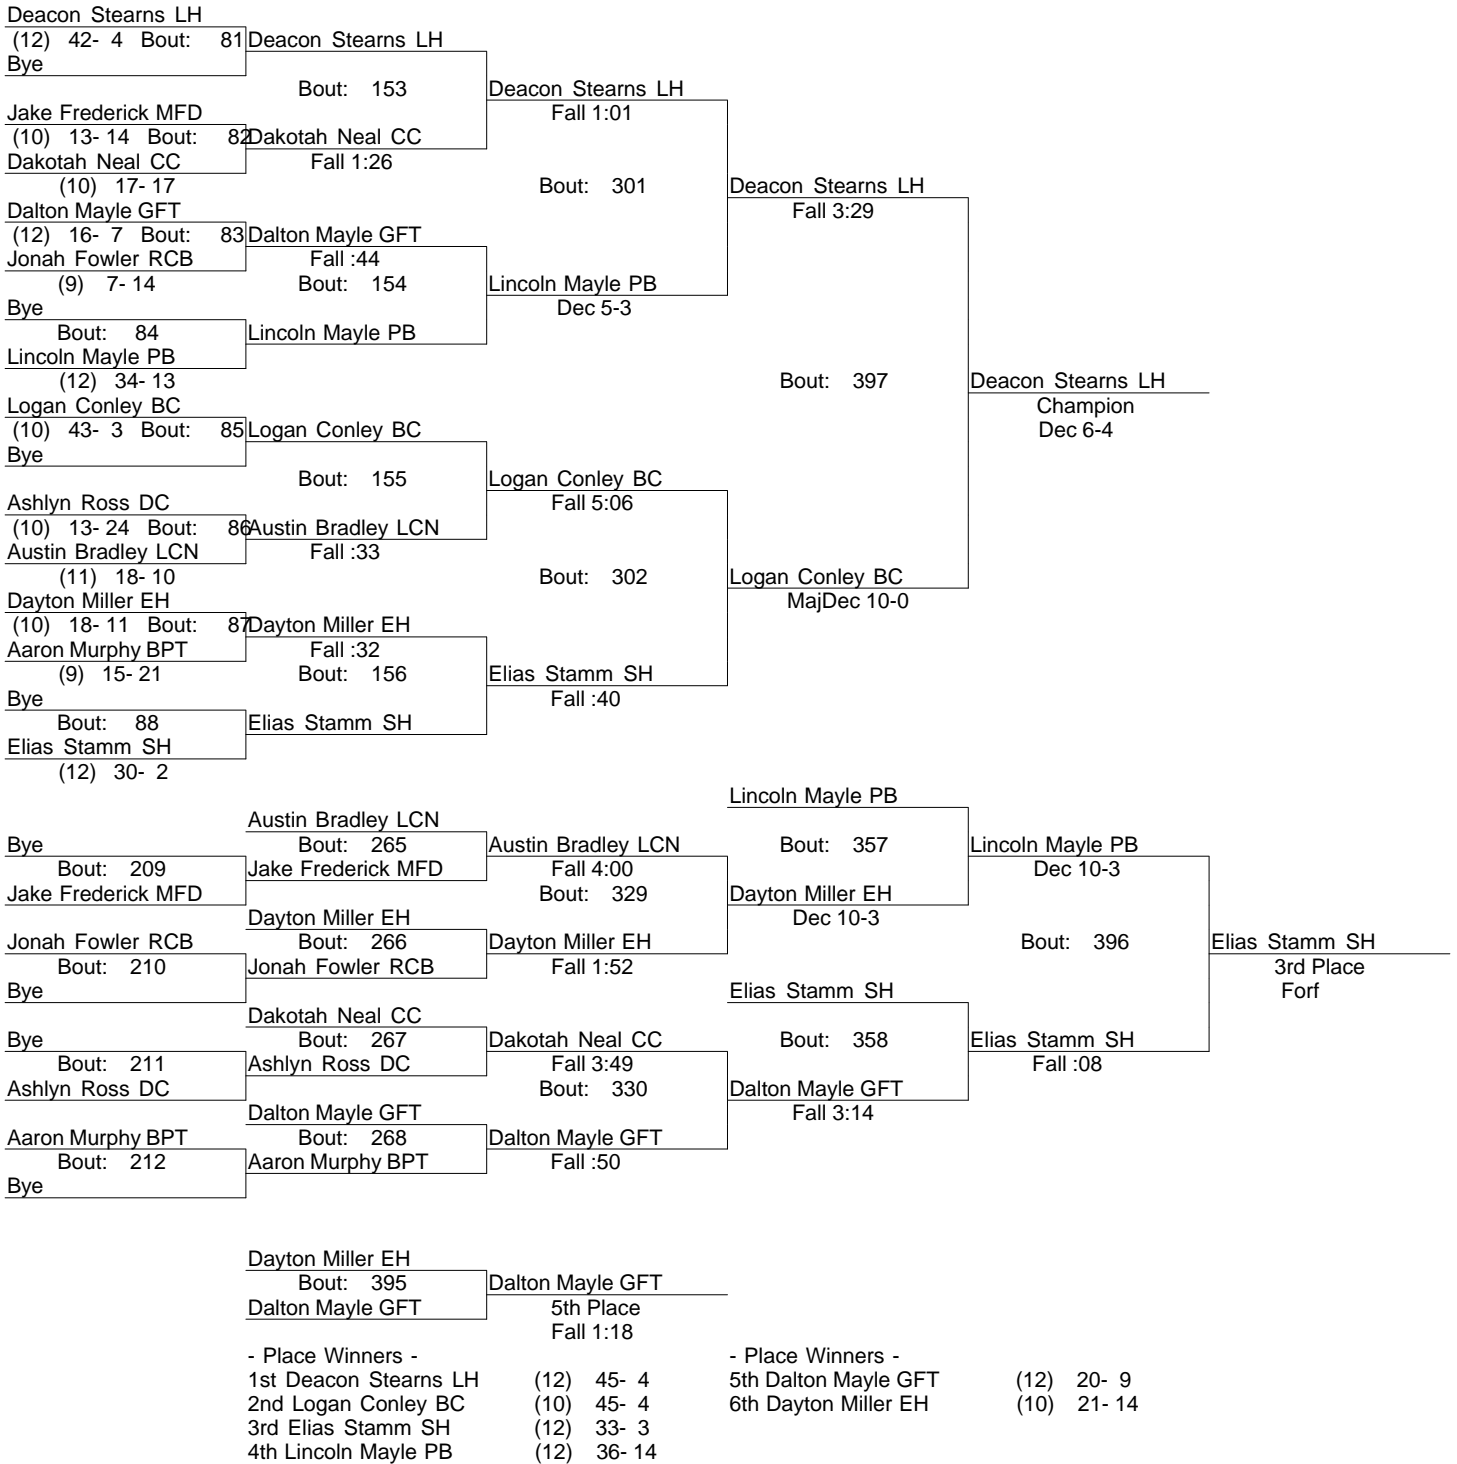 Deacon Stearns LH
(12) 42- 4 Bout: 81 Deacon Stearns LH
Bye
Bout: 153 Deacon Stearns LH
Jake Frederick MFD Fall 1:01
(10) 13- 14 Bout: 82 Dakotah Neal CC
Dakotah Neal CC Fall 1:26
(10) 17- 17 Bout: 301 Deacon Stearns LH
Dalton Mayle GFT Fall 3:29
(12) 16- 7 Bout: 83 Dalton Mayle GFT
Jonah Fowler RCB Fall :44
(9) 7- 14 Bout: 154 Lincoln Mayle PB
Bye Dec 5-3
Bout: 84 Lincoln Mayle PB
Lincoln Mayle PB
(12) 34- 13 Bout: 397 Deacon Stearns LH
Logan Conley BC Champion
(10) 43- 3 Bout: 85 Logan Conley BC Dec 6-4
Bye
Bout: 155 Logan Conley BC
Ashlyn Ross DC Fall 5:06
(10) 13- 24 Bout: 86 Austin Bradley LCN
Austin Bradley LCN Fall :33
(11) 18- 10 Bout: 302 Logan Conley BC
Dayton Miller EH MajDec 10-0
(10) 18- 11 Bout: 87 Dayton Miller EH
Aaron Murphy BPT Fall :32
(9) 15- 21 Bout: 156 Elias Stamm SH
Bye Fall :40
Bout: 88 Elias Stamm SH
Elias Stamm SH
(12) 30- 2
Lincoln Mayle PB
Austin Bradley LCN
Bye Bout: 265 Austin Bradley LCN Bout: 357 Lincoln Mayle PB
Bout: 209 Jake Frederick MFD Fall 4:00 Dec 10-3
Jake Frederick MFD Bout: 329 Dayton Miller EH
Dayton Miller EH Dec 10-3
Jonah Fowler RCB Bout: 266 Dayton Miller EH Bout: 396 Elias Stamm SH
Bout: 210 Jonah Fowler RCB Fall 1:52 3rd Place
Bye Elias Stamm SH Forf
Dakotah Neal CC
Bye Bout: 267 Dakotah Neal CC Bout: 358 Elias Stamm SH
Bout: 211 Ashlyn Ross DC Fall 3:49 Fall :08
Ashlyn Ross DC Bout: 330 Dalton Mayle GFT
Dalton Mayle GFT Fall 3:14
Aaron Murphy BPT Bout: 268 Dalton Mayle GFT
Bout: 212 Aaron Murphy BPT Fall :50
Bye
Dayton Miller EH
Bout: 395 Dalton Mayle GFT
Dalton Mayle GFT 5th Place
Fall 1:18
- Place Winners - - Place Winners -
1st Deacon Stearns LH (12) 45- 4 5th Dalton Mayle GFT (12) 20- 9
2nd Logan Conley BC (10) 45- 4 6th Dayton Miller EH (10) 21- 14
3rd Elias Stamm SH (12) 33- 3
4th Lincoln Mayle PB (12) 36- 14